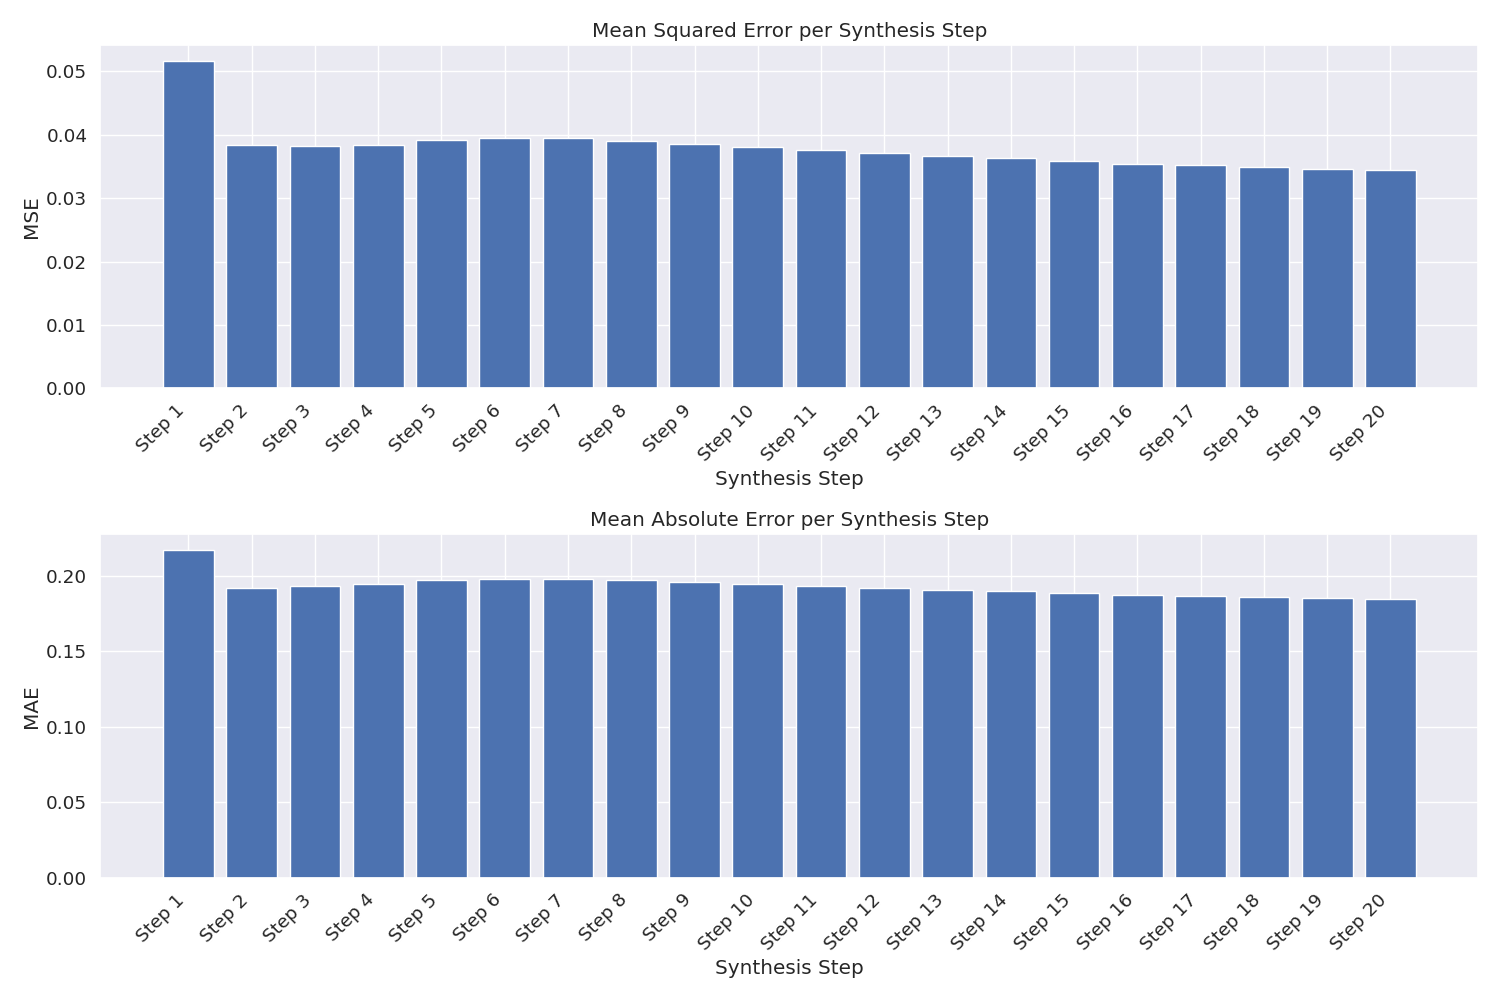 Mean Squared Error per Synthesis Step
0.05
0.04
0.03
0.02
0.01
0.00
MSE
Step 1
Step 2
Step 3
Step 4
Step 5
Step 6
Step 7
Step 8
Step 9
Step 10
Step 11
Step 12
Step 13
Step 14
Step 15
Step 16
Step 17
Step 18
Step 19
Step 20
Synthesis Step
Mean Absolute Error per Synthesis Step
0.20
0.15
0.10
0.05
0.00
MAE
Step 1
Step 2
Step 3
Step 4
Step 5
Step 6
Step 7
Step 8
Step 9
Step 10
Step 11
Step 12
Step 13
Step 14
Step 15
Step 16
Step 17
Step 18
Step 19
Step 20
Synthesis Step